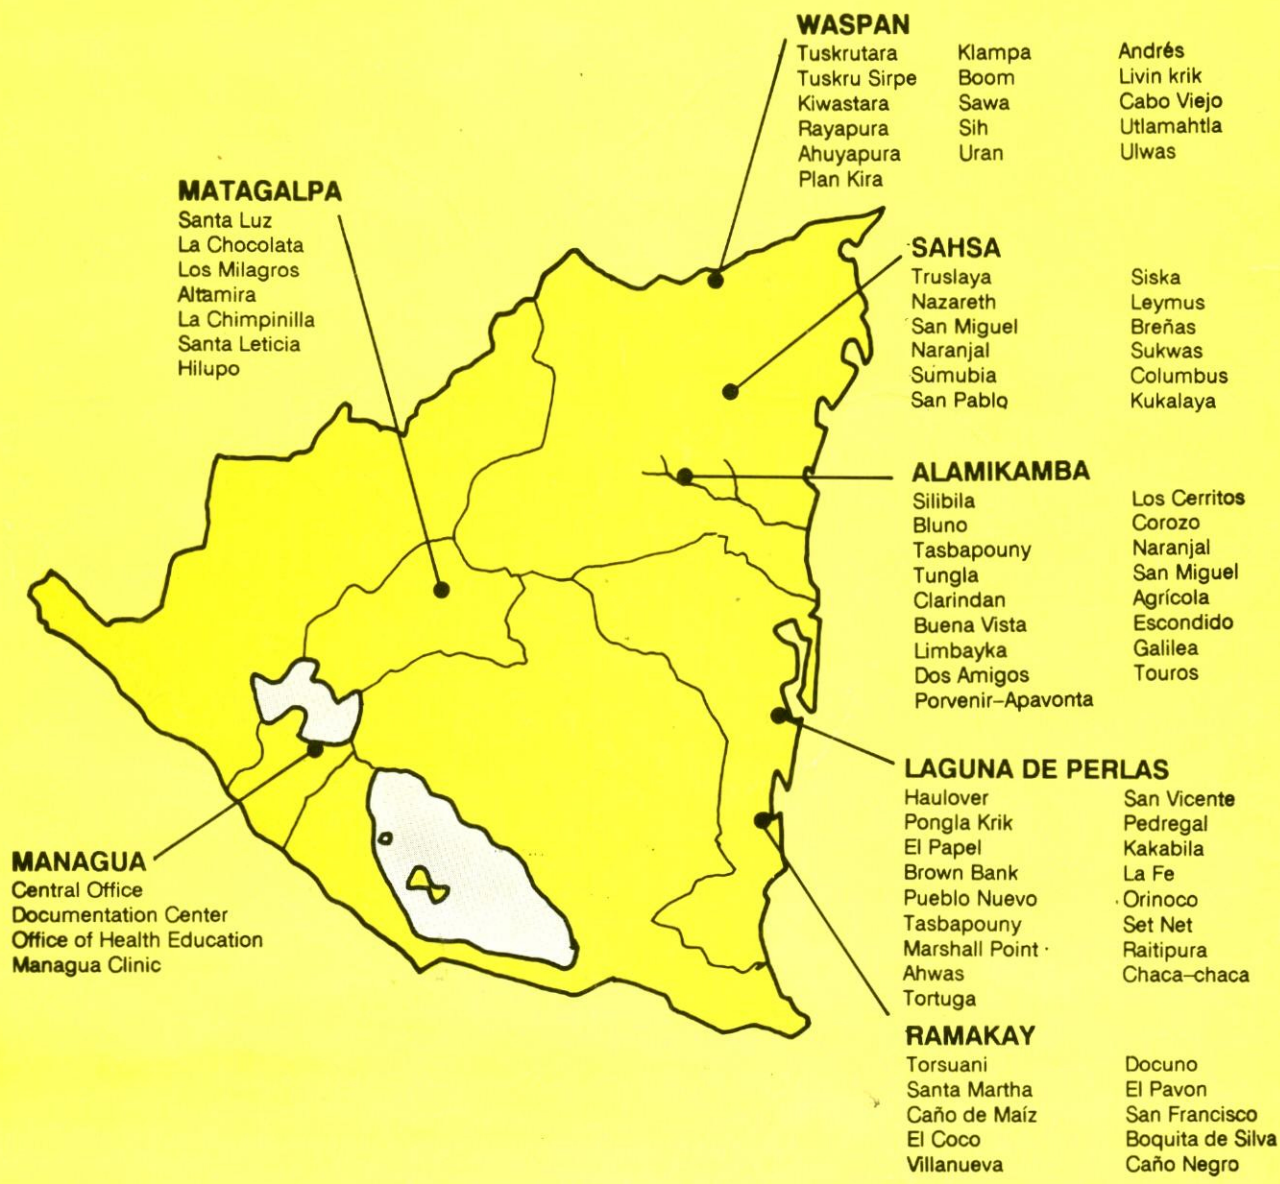 WASPAN
Tuskrutara
Tuskru Sirpe
Kiwastara
Rayapura
Ahuyapura
Plan Kira
Klampa
Boom
Sawa
Sih
Uran
Andrés
Livin krik
Cabo Viejo
Utlamahtla
Ulwas
MATAGALPA
Santa Luz
La Chocolata
Los Milagros
Altamira
La Chimpinilla
Santa Leticia
Hilupo
SAHSA
Truslaya
Nazareth
San Miguel
Naranjal
Sumubia
San Pablo
Siska
Leymus
Breñas
Sukwas
Columbus
Kukalaya
ALAMIKAMBA
Silibila
Bluno
Tasbapouny
Tungla
Clarindan
Buena Vista
Limbayka
Dos Amigos
Porvenir–Apavonta
Los Cerritos
Corozo
Naranjal
San Miguel
Agrícola
Escondido
Galilea
Touros
LAGUNA DE PERLAS
Haulover
Pongla Krik
El Papel
Brown Bank
Pueblo Nuevo
Tasbapouny
Marshall Point
Ahwas
Tortuga
San Vicente
Pedregal
Kakabila
La Fe
Orinoco
Set Net
Raitipura
Chaca–chaca
MANAGUA
Central Office
Documentation Center
Office of Health Education
Managua Clinic
RAMAKAY
Torsuani
Santa Martha
Caño de Maíz
El Coco
Villanueva
Docuno
El Pavon
San Francisco
Boquita de Silva
Caño Negro